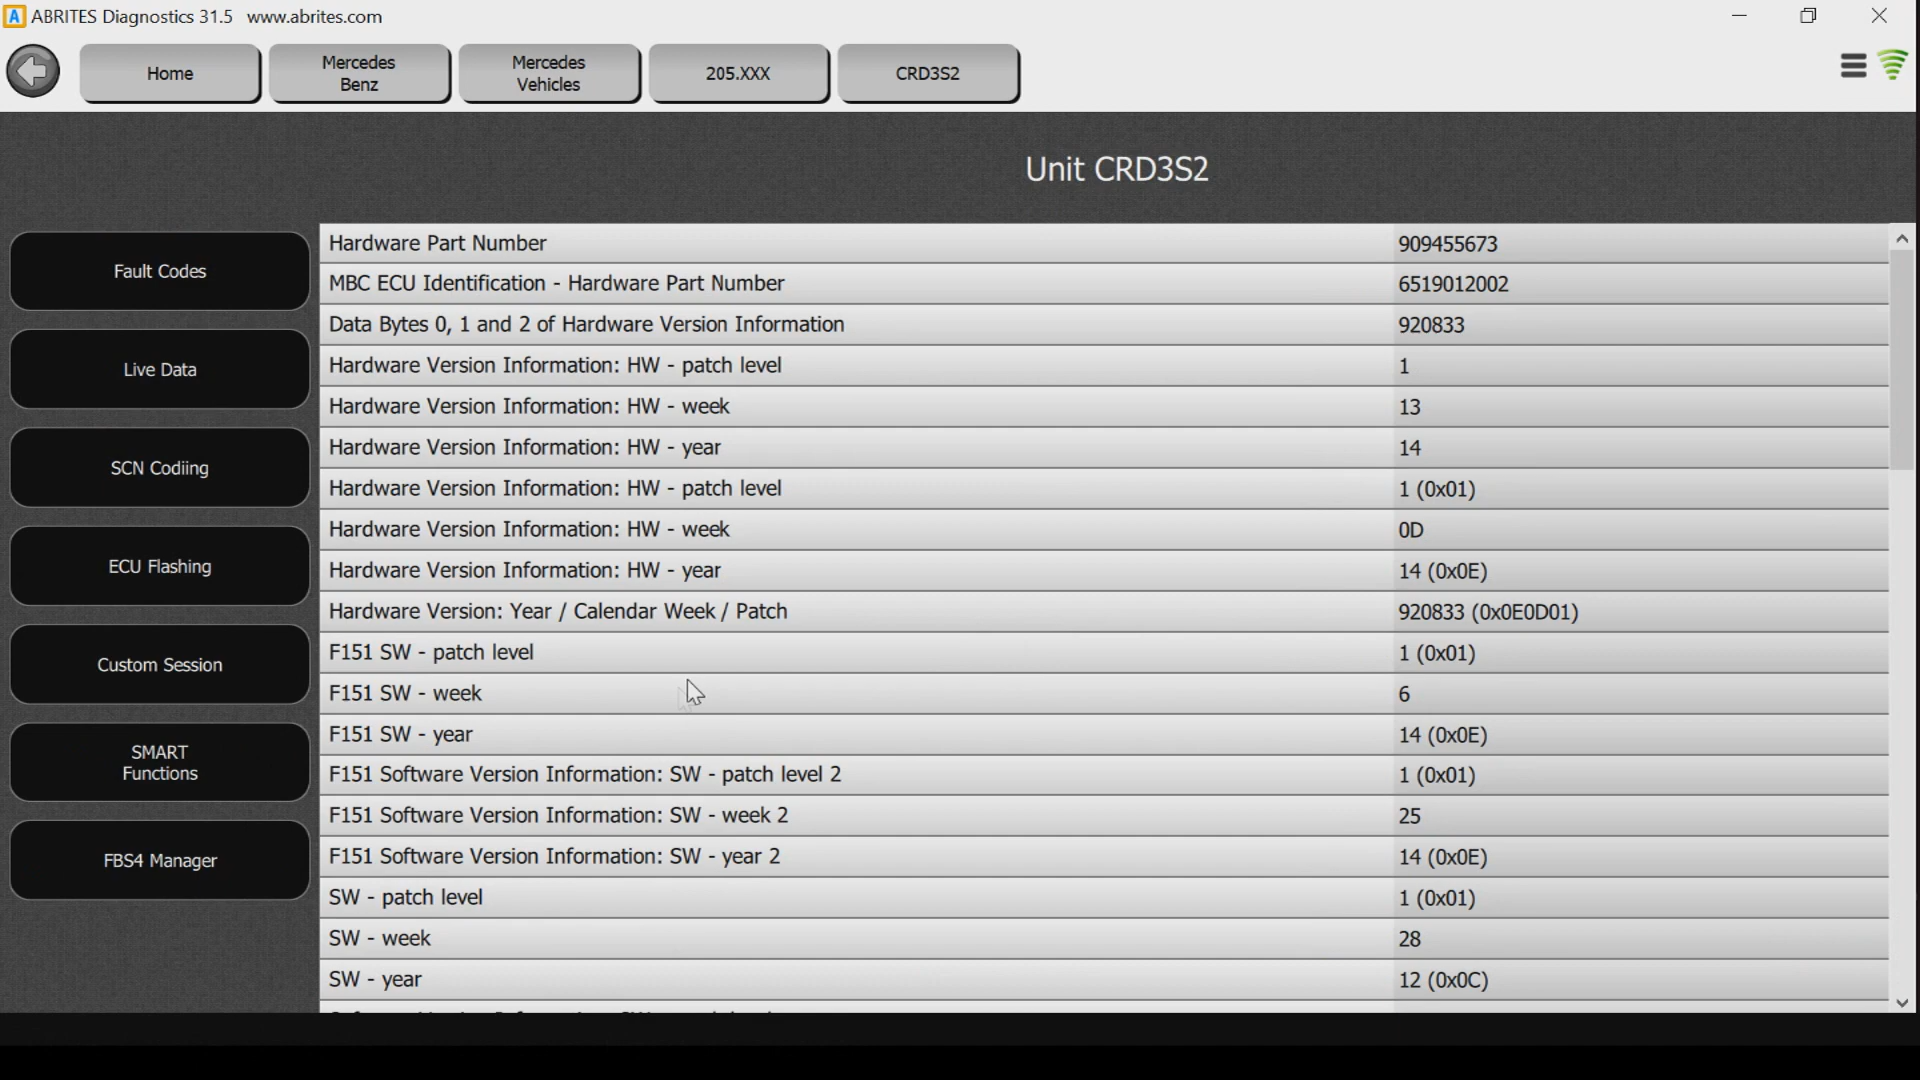 ABRITES Diagnostics 31.5 www.abrites.com
Home
Mercedes
Benz
Mercedes
Vehicles
205.XXX
CRD3S2
Unit CRD3S2
Fault Codes
Live Data
SCN Codiing
ECU Flashing
Custom Session
SMART
Functions
FBS4 Manager
Hardware Part Number 909455673
MBC ECU Identification - Hardware Part Number 6519012002
Data Bytes 0, 1 and 2 of Hardware Version Information 920833
Hardware Version Information: HW - patch level 1
Hardware Version Information: HW - week 13
Hardware Version Information: HW - year 14
Hardware Version Information: HW - patch level 1 (0x01)
Hardware Version Information: HW - week 0D
Hardware Version Information: HW - year 14 (0x0E)
Hardware Version: Year / Calendar Week / Patch 920833 (0x0E0D01)
F151 SW - patch level 1 (0x01)
F151 SW - week 6
F151 SW - year 14 (0x0E)
F151 Software Version Information: SW - patch level 2 1 (0x01)
F151 Software Version Information: SW - week 2 25
F151 Software Version Information: SW - year 2 14 (0x0E)
SW - patch level 1 (0x01)
SW - week 28
SW - year 12 (0x0C)